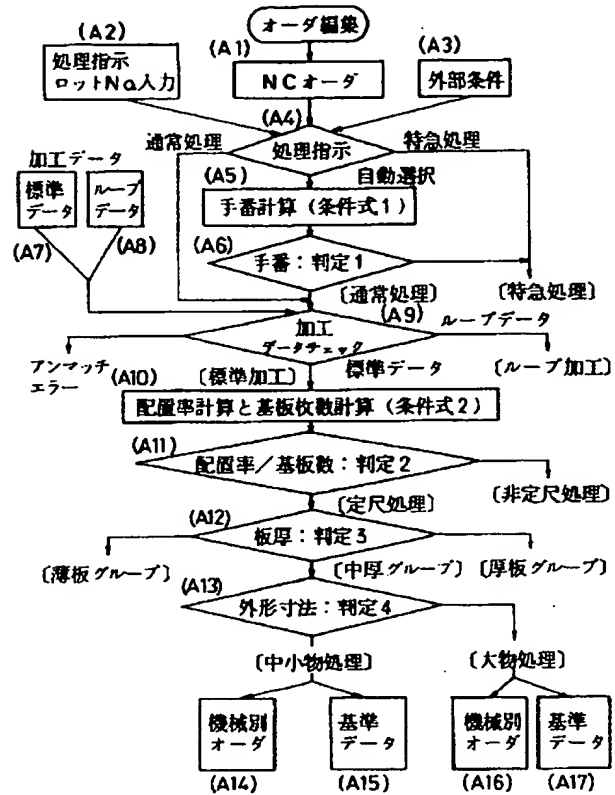 オーダ編集
(A2)
(A1)
(A3)
処理指示
ロットNa入力
NCオーダ
外部条件
(A4)
通常処理
特急処理
処理指示
加工データ
(A5)
自動選択
標準
データ
ループ
データ
手番計算(条件式1)
(A6)
(A7)
(A8)
手番:判定1
〔通常処理〕
〔特急処理〕
(A9)
ループデータ
加工
データチェック
アンマッチ
エラー
〔標準加工〕
標準データ
〔ループ加工〕
(A10)
配置率計算と基板枚数計算(条件式2)
(A11)
配置率/基板数:判定2
〔非定尺処理〕
〔定尺処理〕
(A12)
板厚:判定3
〔薄板グループ〕
〔中厚グループ〕
〔厚板グループ〕
(A13)
外形寸法:判定4
〔中小物処理〕
〔大物処理〕
機械別
オーダ
基準
データ
機械別
オーダ
基準
データ
(A14)
(A15)
(A16)
(A17)